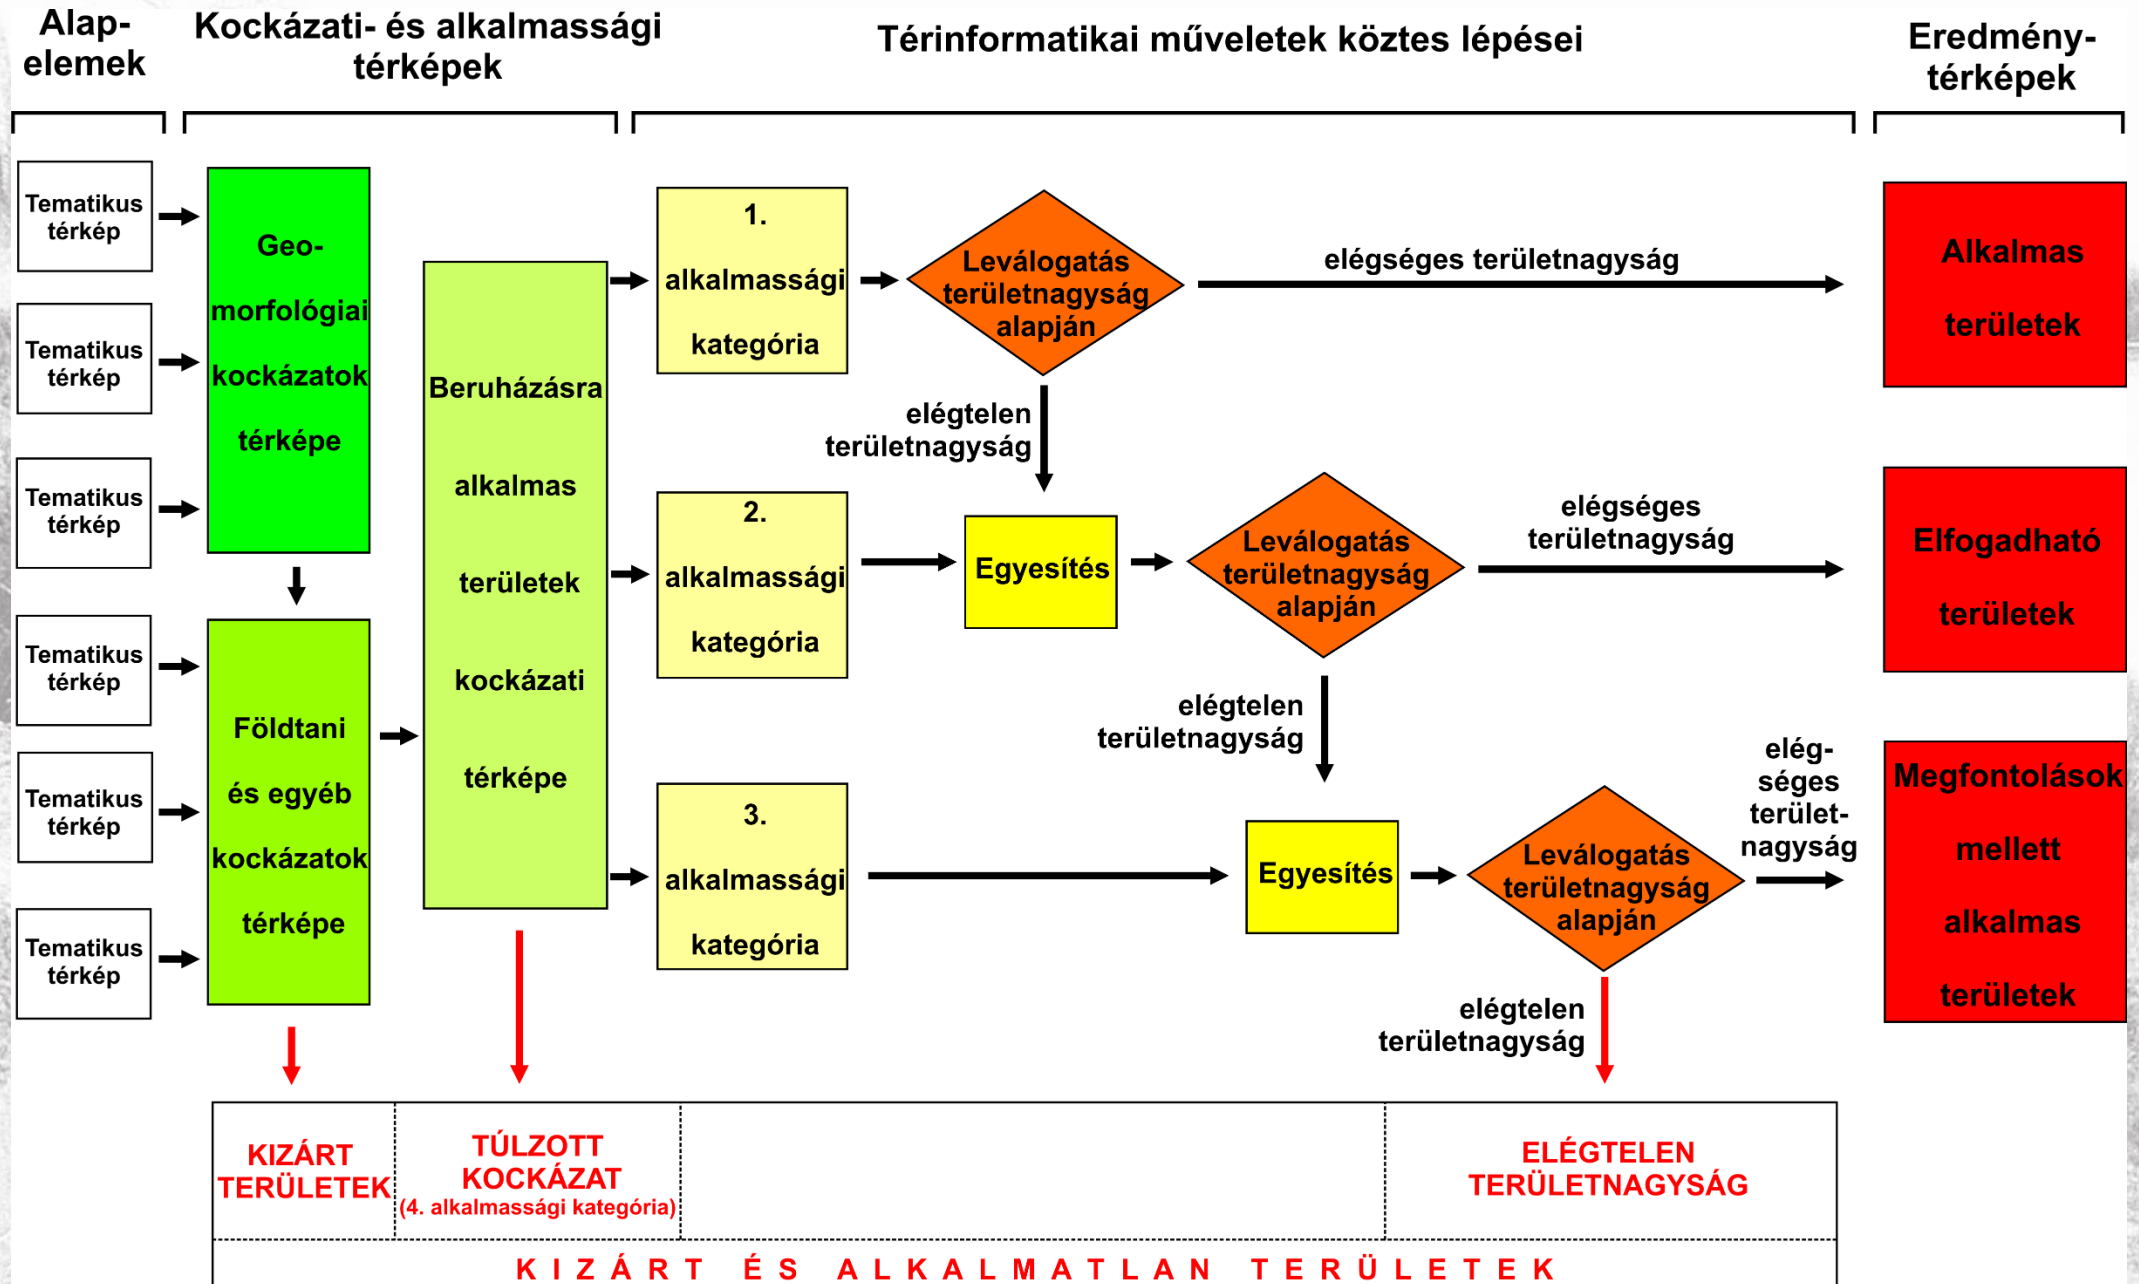 Alap-
elemek
Kockázati- és alkalmassági
térképek
Térinformatikai műveletek köztes lépései
Eredmény-
térképek
Tematikus
térkép
Tematikus
térkép
Tematikus
térkép
Tematikus
térkép
Tematikus
térkép
Tematikus
térkép
Geo-
morfológiai
kockázatok
térképe
Földtani
és egyéb
kockázatok
térképe
Beruházásra
alkalmas
területek
kockázati
térképe
1.
alkalmassági
kategória
Leválogatás
területnagyság
alapján
elégséges területnagyság
Alkalmas
területek
elégtelen
területnagyság
2.
alkalmassági
kategória
Egyesítés
Leválogatás
területnagyság
alapján
elégséges
területnagyság
Elfogadható
területek
elégtelen
területnagyság
3.
alkalmassági
kategória
Egyesítés
Leválogatás
területnagyság
alapján
elég-
séges
terület-
nagyság
Megfontolások
mellett
alkalmas
területek
elégtelen
területnagyság
KIZÁRT
TERÜLETEK
TÚLZOTT
KOCKÁZAT
(4. alkalmassági kategória)
ELÉGTELEN
TERÜLETNAGYSÁG
KIZÁRT ÉS ALKALMATLAN TERÜLETEK